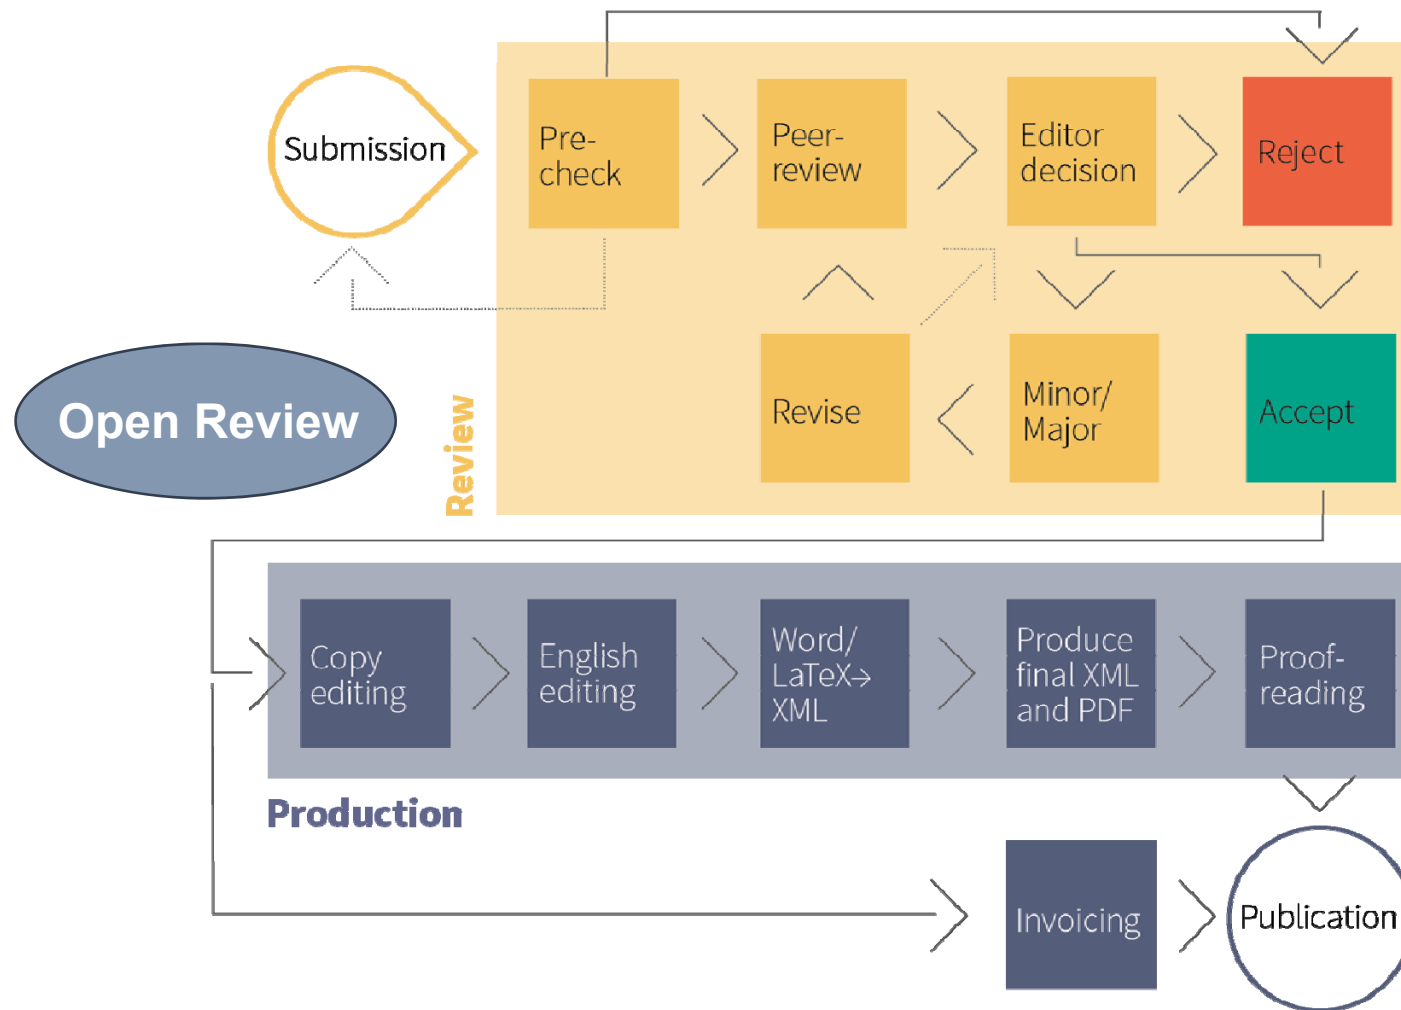 Submission
Pre-
check
Peer-
review
Editor
decision
Reject
Open Review
Review
Revise
Minor/
Major
Accept
Copy
editing
English
editing
Word/
LaTeX→
XML
Produce
final XML
and PDF
Proof-
reading
Production
Invoicing
Publication